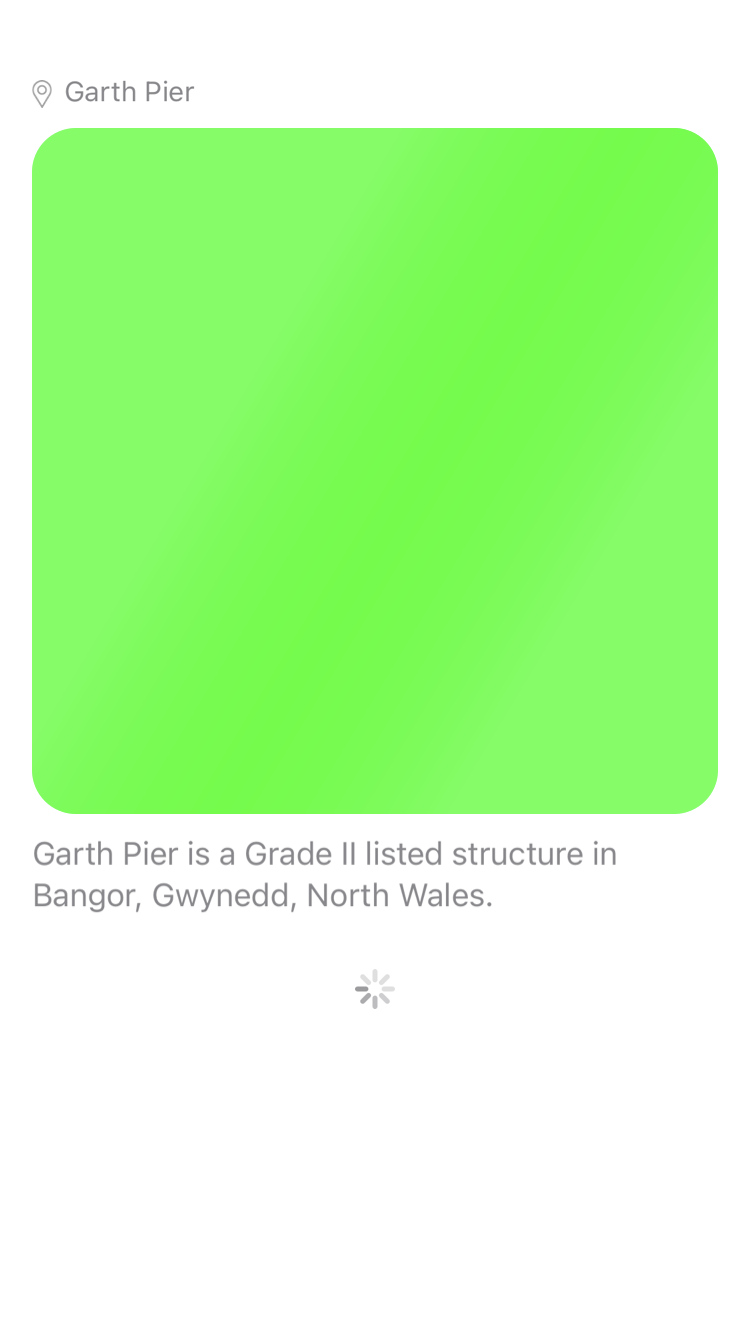 Garth Pier
Garth Pier is a Grade II listed structure in
Bangor, Gwynedd, North Wales.